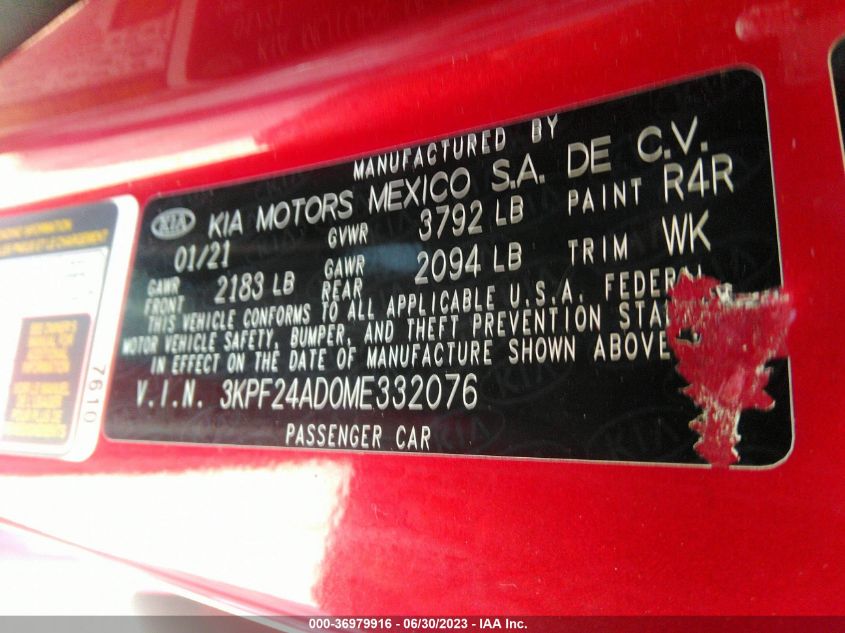 MANUFACTURED BY
KIA KIA MOTORS MEXICO S.A. DE C.V.
01/21 GVWR 3792 LB PAINT R4R
GAWR FRONT 2183 LB GAWR REAR 2094 LB TRIM WK
THIS VEHICLE CONFORMS TO ALL APPLICABLE U.S.A. FEDERAL
MOTOR VEHICLE SAFETY, BUMPER, AND THEFT PREVENTION STA
IN EFFECT ON THE DATE OF MANUFACTURE SHOWN ABOVE
V.I.N. 3KPF24AD0ME332076
PASSENGER CAR
7610
000-36979916 - 06/30/2023 - IAA Inc.